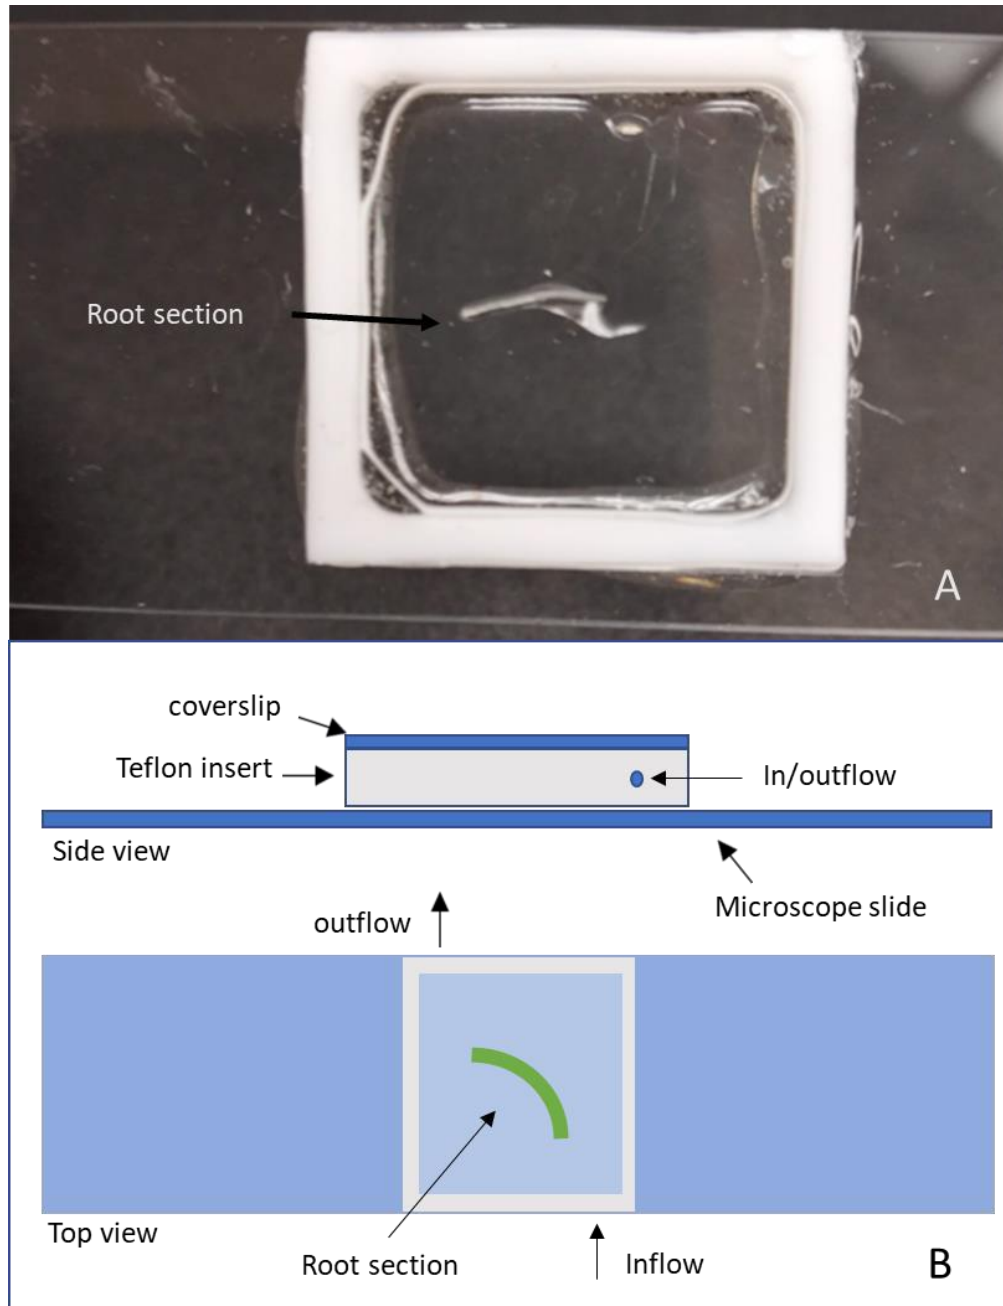 Root section
A
coverslip
Teflon insert
In/outflow
Side view
Microscope slide
outflow
Top view
Root section
Inflow
B